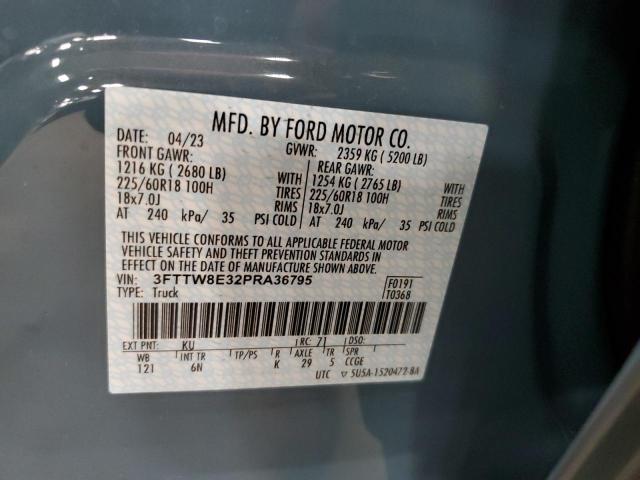 MFD. BY FORD MOTOR CO.
DATE: 04/23 GVWR: 2359 KG ( 5200 LB)
FRONT GAWR: REAR GAWR:
1216 KG ( 2680 LB) WITH 1254 KG ( 2765 LB) WITH
225/60R18 100H TIRES 225/60R18 100H TIRES
18x7.0J RIMS 18x7.0J RIMS
AT 240 kPa/ 35 PSI COLD AT 240 kPa/ 35 PSI COLD
THIS VEHICLE CONFORMS TO ALL APPLICABLE FEDERAL MOTOR
VEHICLE SAFETY AND THEFT PREVENTION STANDARDS IN
EFFECT ON THE DATE OF MANUFACTURE SHOWN ABOVE.
VIN: 3FTTW8E32PRA36795 F0191
TYPE: Truck T0368
EXT PNT: KU RC: 71 DSO:
WB INT TR TP/PS R AXLE TR SPR
121 6N K 29 5 CCGE
UTC ▽ 5U5A-1520472-BA